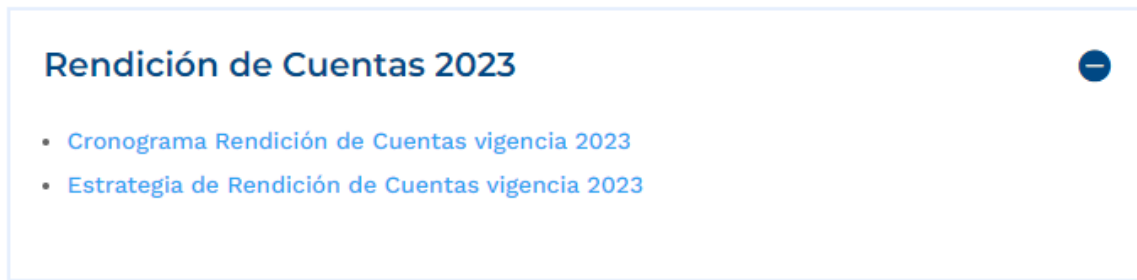 Rendición de Cuentas 2023
Cronograma Rendición de Cuentas vigencia 2023
Estrategia de Rendición de Cuentas vigencia 2023